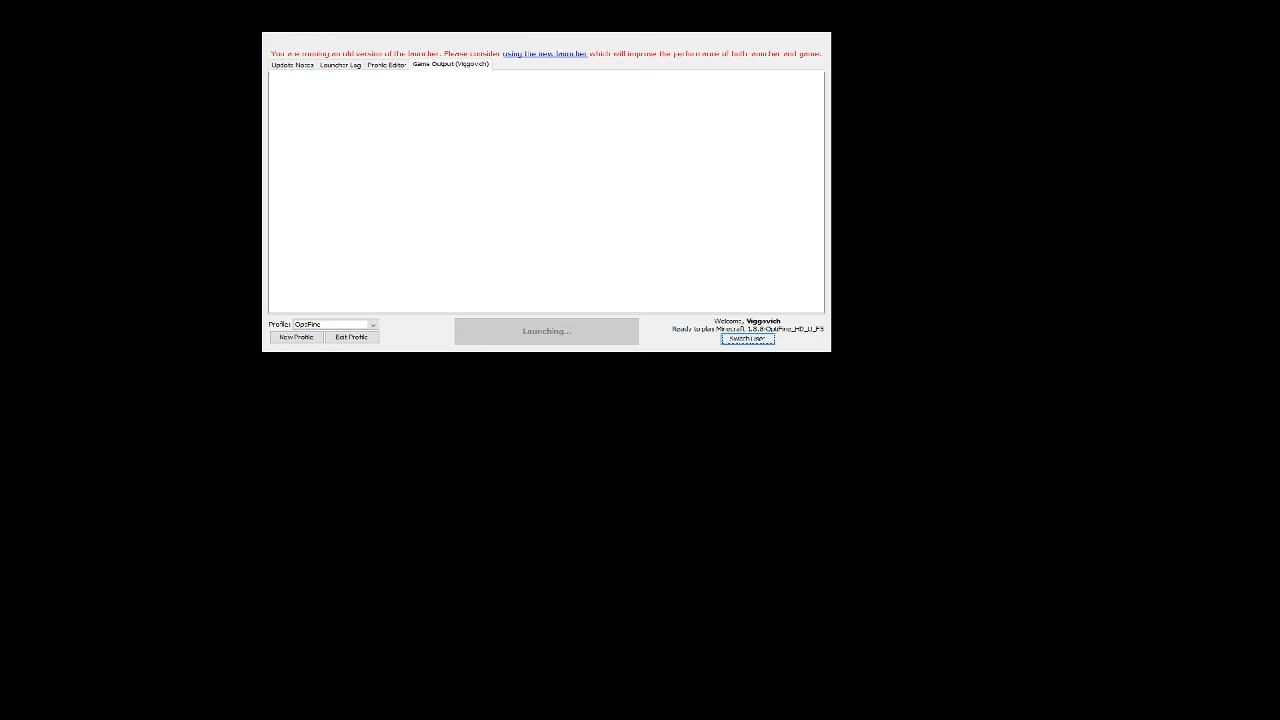 You are running an old version of the launcher. Please consider using the new launcher which will improve the performance of both launcher and game.
Update Notes Launcher Log Profile Editor Game Output (Viggovich)
Profile: OptiFine
New Profile Edit Profile
Launching...
Welcome, Viggovich
Ready to play Minecraft 1.8.8-OptiFine_HD_U_F5
Switch User